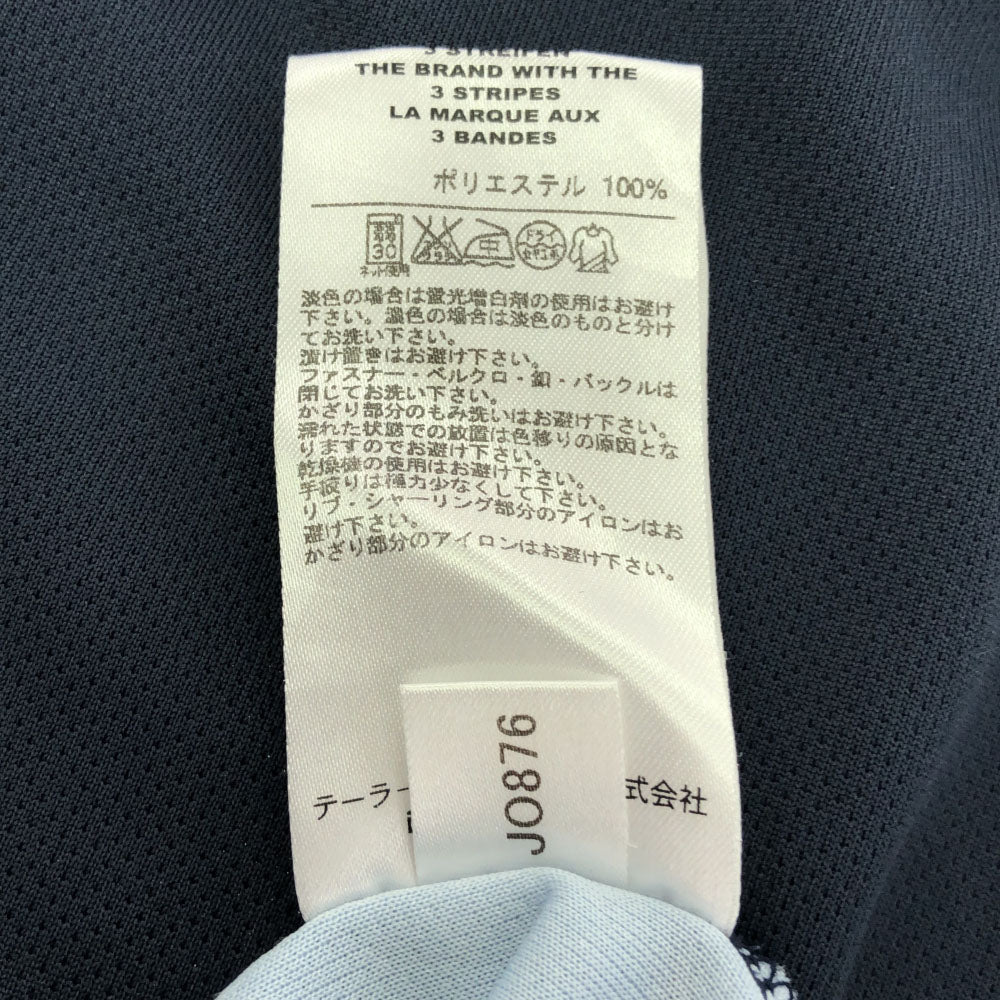 3 STREIFEN
THE BRAND WITH THE
3 STRIPES
LA MARQUE AUX
3 BANDES
ポリエステル 100%
30
ネット使用
ドライ
淡色の場合は蛍光増白剤の使用はお避け
下さい。濃色の場合は淡色のものと分け
てお洗い下さい。
漬け置きはお避け下さい。
ファスナー・ベルクロ・釦・バックルは
閉じてお洗い下さい。
かざり部分のもみ洗いはお避け下さい。
濡れた状態での放置は色移りの原因とな
りますのでお避け下さい。
乾燥機の使用はお避け下さい。
手絞りは極力少なくして下さい。
リブ・シャーリング部分のアイロンはお
避け下さい。
かざり部分のアイロンはお避け下さい。
テーラー
式会社
JO876